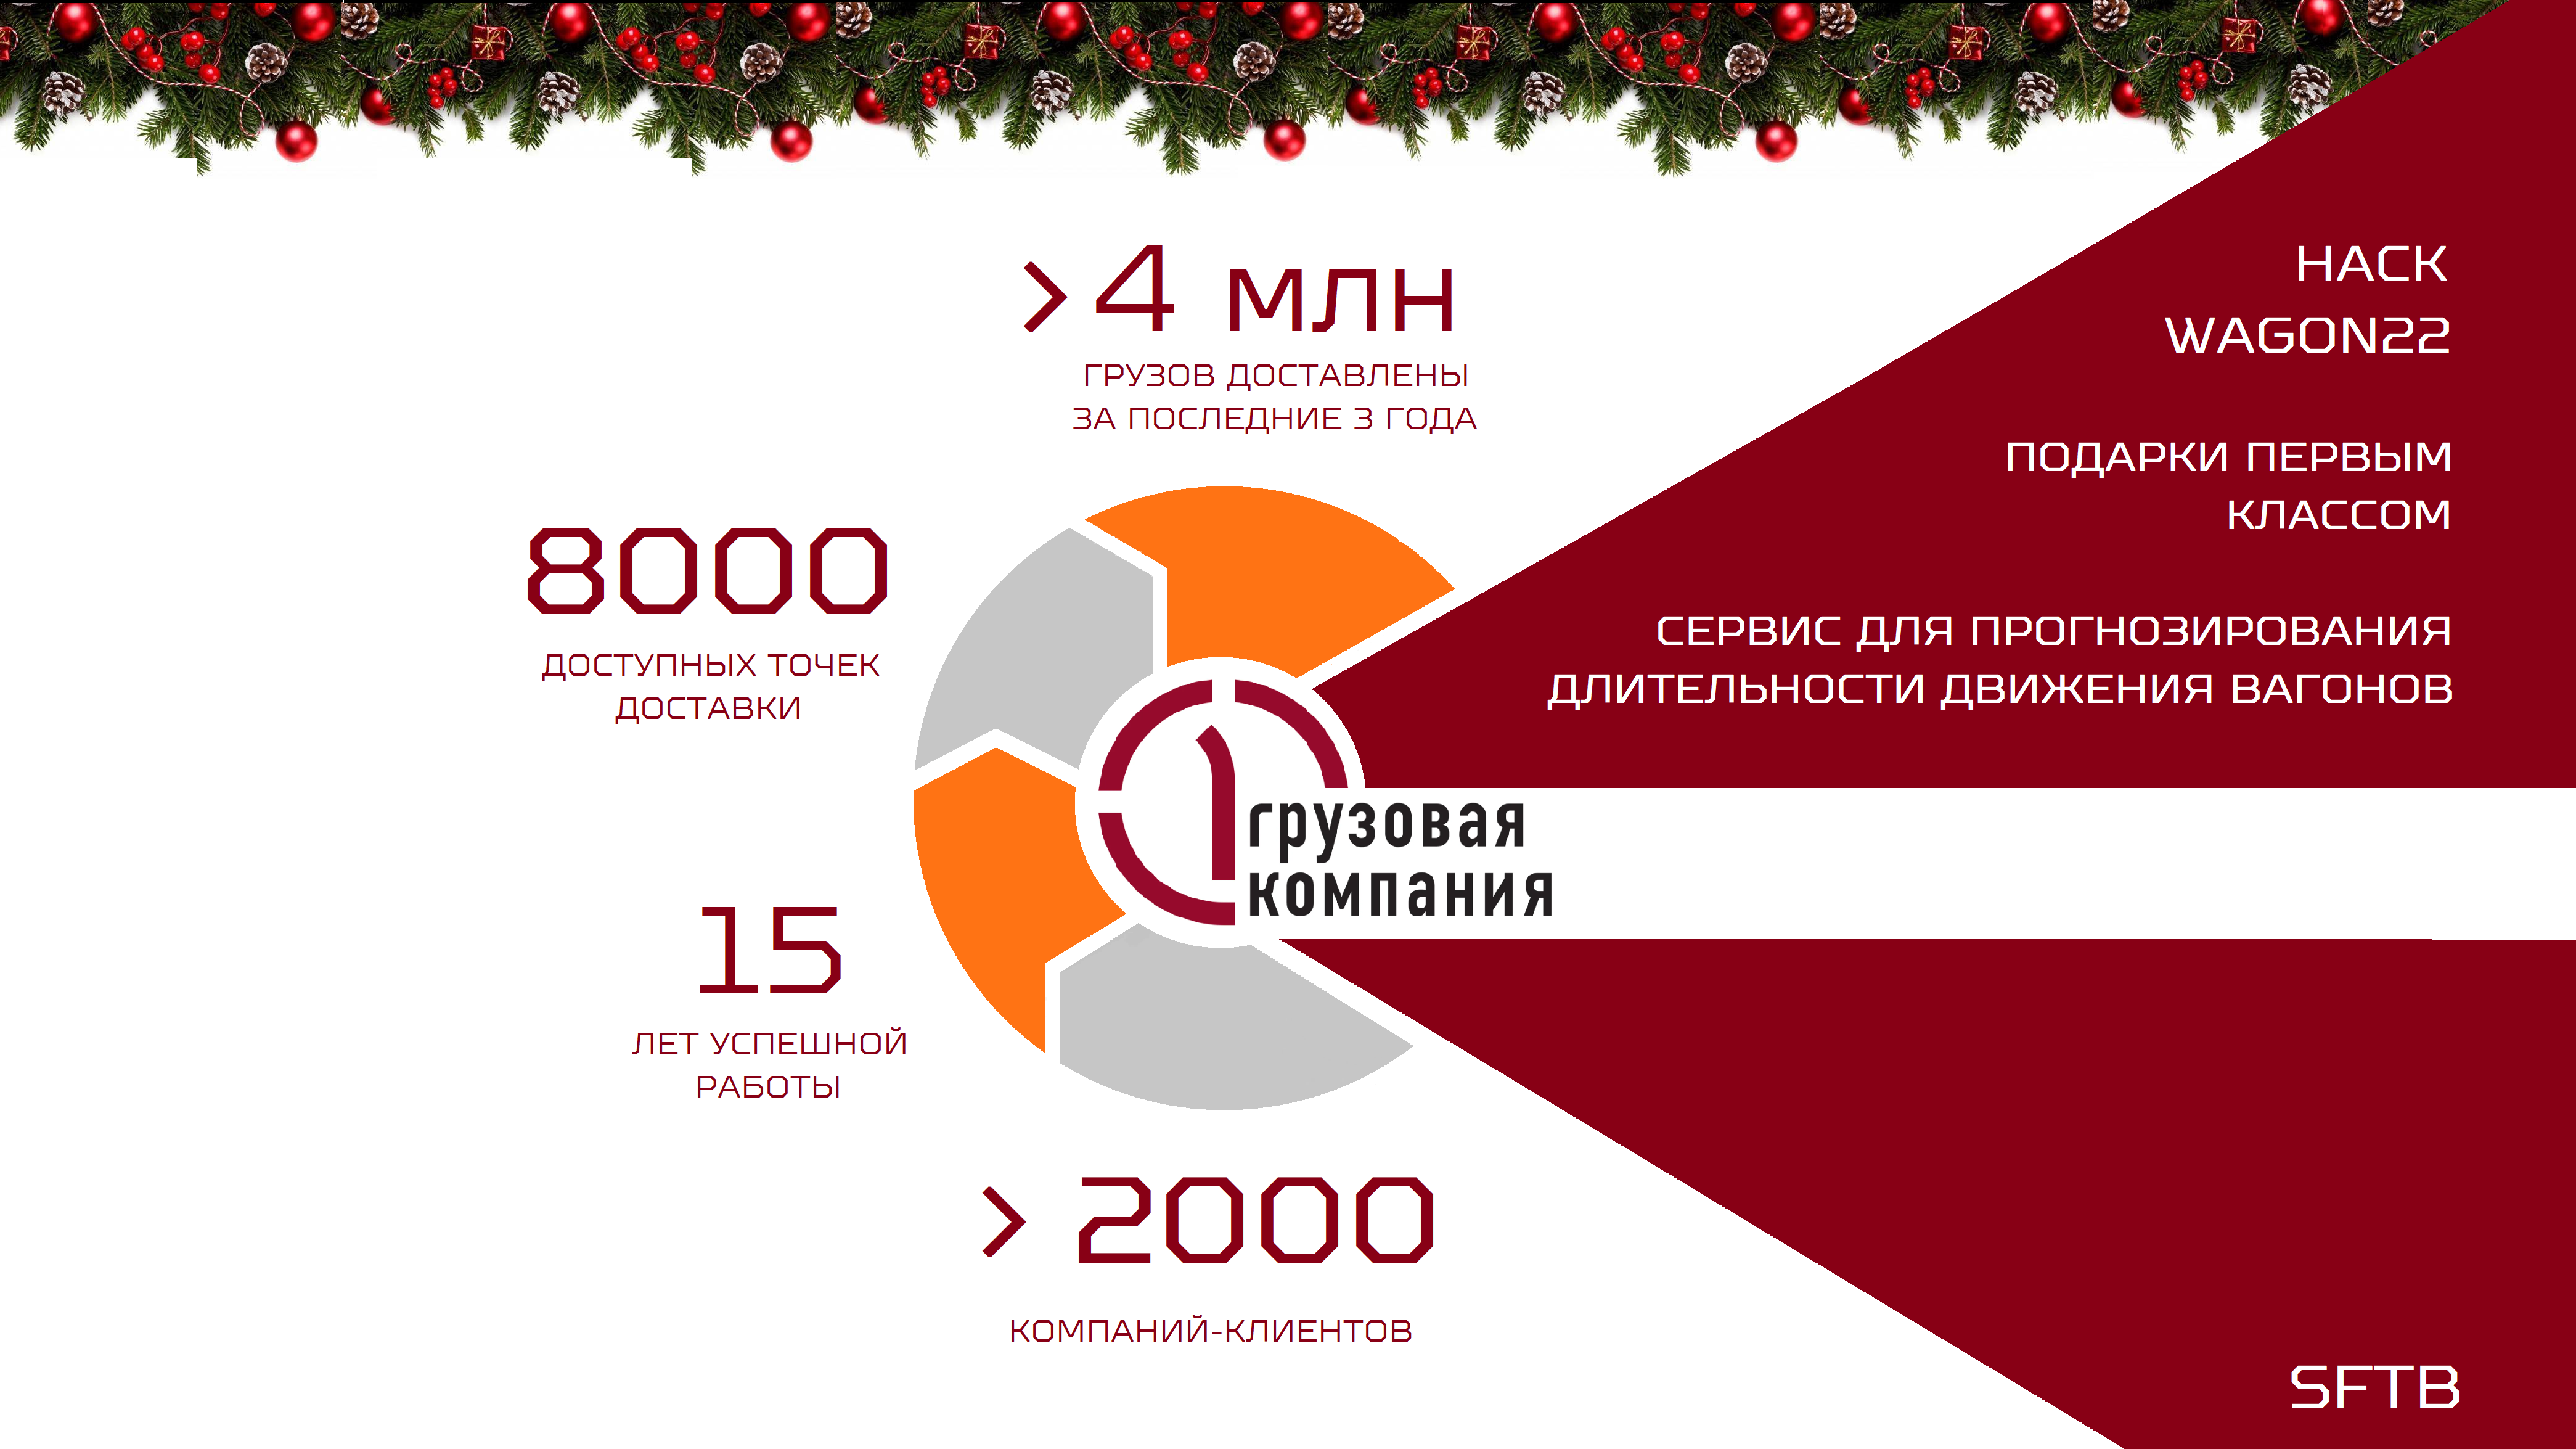 > 4 млн
ГРУЗОВ ДОСТАВЛЕНЫ
ЗА ПОСЛЕДНИЕ 3 ГОДА
8000
ДОСТУПНЫХ ТОЧЕК
ДОСТАВКИ
15
ЛЕТ УСПЕШНОЙ
РАБОТЫ
> 2000
КОМПАНИЙ-КЛИЕНТОВ
1
грузовая
компания
HACK
WAGON22
ПОДАРКИ ПЕРВЫМ
КЛАССОМ
СЕРВИС ДЛЯ ПРОГНОЗИРОВАНИЯ
ДЛИТЕЛЬНОСТИ ДВИЖЕНИЯ ВАГОНОВ
SFTB